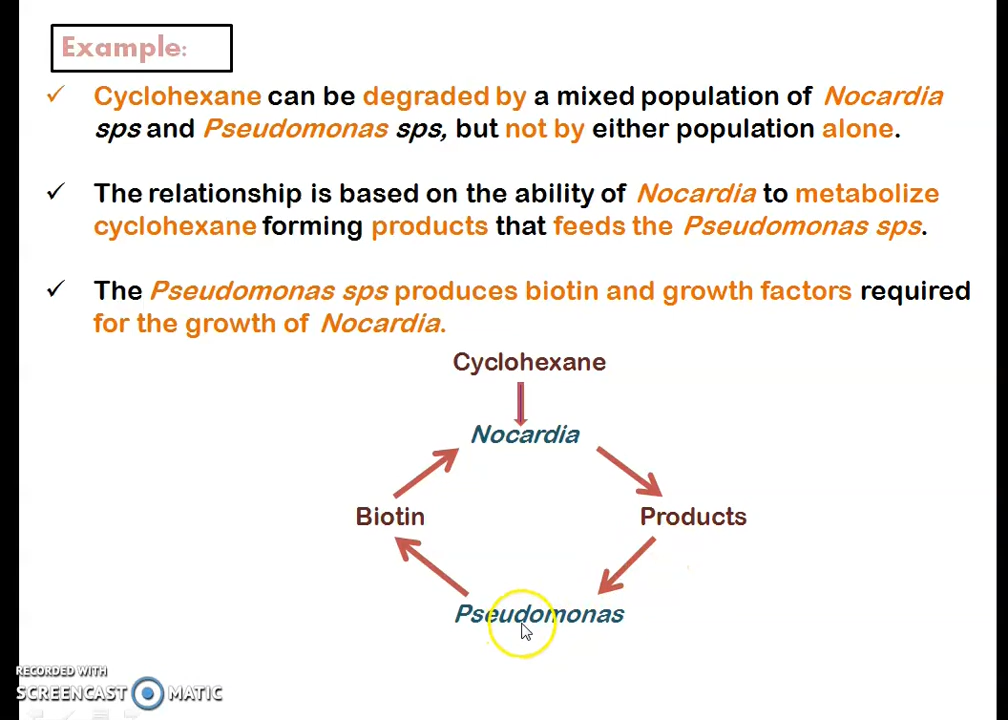 Example:
Cyclohexane can be degraded by a mixed population of Nocardia
sps and Pseudomonas sps, but not by either population alone.
The relationship is based on the ability of Nocardia to metabolize
cyclohexane forming products that feeds the Pseudomonas sps.
The Pseudomonas sps produces biotin and growth factors required
for the growth of Nocardia.
Cyclohexane
Nocardia
Biotin
Products
Pseudomonas
RECORDED WITH
SCREENCAST MATIC